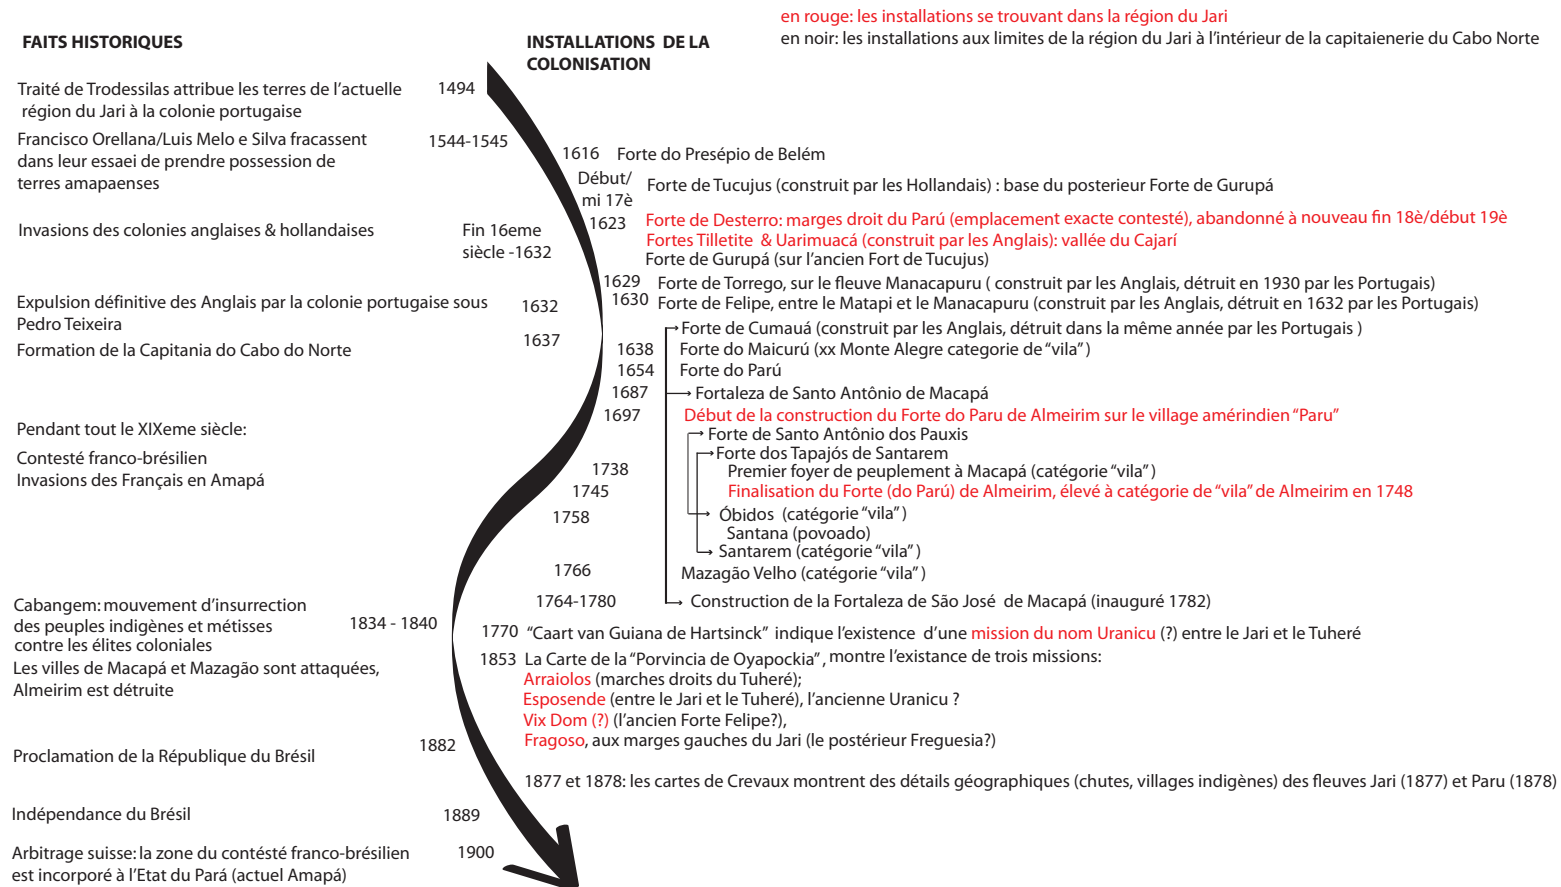 en rouge: les installations se trouvant dans la région du Jari
en noir: les installations aux limites de la région du Jari à l'intérieur de la capitaienerie du Cabo Norte
FAITS HISTORIQUES
INSTALLATIONS DE LA
COLONISATION
Traité de Trodessilas attribue les terres de l'actuelle 1494
région du Jari à la colonie portugaise
Francisco Orellana/Luis Melo e Silva fracassent 1544-1545
dans leur essaei de prendre possession de
terres amapaenses
Invasions des colonies anglaises & hollandaises Fin 16eme
siècle -1632
Expulsion définitive des Anglais par la colonie portugaise sous 1632
Pedro Teixeira
Formation de la Capitania do Cabo do Norte 1637
Pendant tout le XIXeme siècle:
Contesté franco-brésilien
Invasions des Français en Amapá
Cabangem: mouvement d'insurrection
des peuples indigènes et métisses 1834 - 1840
contre les élites coloniales
Les villes de Macapá et Mazagão sont attaquées,
Almeirim est détruite
Proclamation de la République du Brésil 1882
Indépendance du Brésil 1889
Arbitrage suisse: la zone du contésté franco-brésilien 1900
est incorporé à l'Etat du Pará (actuel Amapá)
1616 Forte do Presépio de Belém
Début/
mi 17è Forte de Tucujus (construit par les Hollandais) : base du posterieur Forte de Gurupá
1623 Forte de Desterro: marges droit du Parú (emplacement exacte contesté), abandonné à nouveau fin 18è/début 19è
Fortes Tilletite & Uarimuacá (construit par les Anglais): vallée du Cajarí
Forte de Gurupá (sur l'ancien Fort de Tucujus)
1629 Forte de Torrego, sur le fleuve Manacapuru ( construit par les Anglais, détruit en 1930 par les Portugais)
1630 Forte de Felipe, entre le Matapi et le Manacapuru (construit par les Anglais, détruit en 1632 par les Portugais)
Forte de Cumauá (construit par les Anglais, détruit dans la même année par les Portugais )
1638 Forte do Maicurú (xx Monte Alegre categorie de "vila")
1654 Forte do Parú
1687 Fortaleza de Santo Antônio de Macapá
1697 Début de la construction du Forte do Paru de Almeirim sur le village amérindien "Paru"
Forte de Santo Antônio dos Pauxis
Forte dos Tapajós de Santarem
1738 Premier foyer de peuplement à Macapá (catégorie "vila")
1745 Finalisation du Forte (do Parú) de Almeirim, élevé à catégorie de "vila" de Almeirim en 1748
1758 Óbidos (catégorie "vila")
Santana (povoado)
Santarem (catégorie "vila")
1766 Mazagão Velho (catégorie "vila")
1764-1780 Construction de la Fortaleza de São José de Macapá (inauguré 1782)
1770 "Caart van Guiana de Hartsinck" indique l'existence d'une mission du nom Uranicu (?) entre le Jari et le Tuheré
1853 La Carte de la "Porvincia de Oyapockia", montre l'existance de trois missions:
Arraiolos (marches droits du Tuheré);
Esposende (entre le Jari et le Tuheré), l'ancienne Uranicu ?
Vix Dom (?) (l'ancien Forte Felipe?),
Fragoso, aux marges gauches du Jari (le postérieur Freguesia?)
1877 et 1878: les cartes de Crevaux montrent des détails géographiques (chutes, villages indigènes) des fleuves Jari (1877) et Paru (1878)